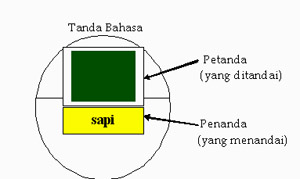 Tanda Bahasa
Petanda
(yang ditandai)
sapi
Penanda
(yang menandai)